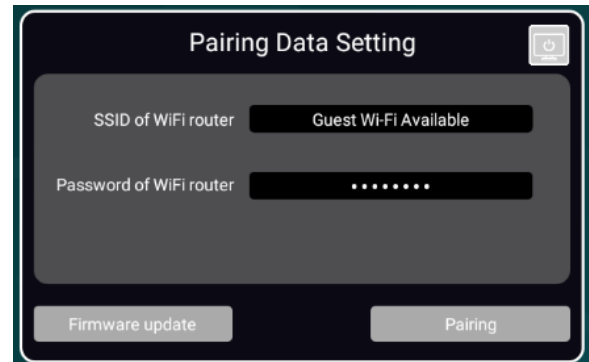 Pairing Data Setting
SSID of WiFi router Guest Wi-Fi Available
Password of WiFi router ••••••••
Firmware update Pairing